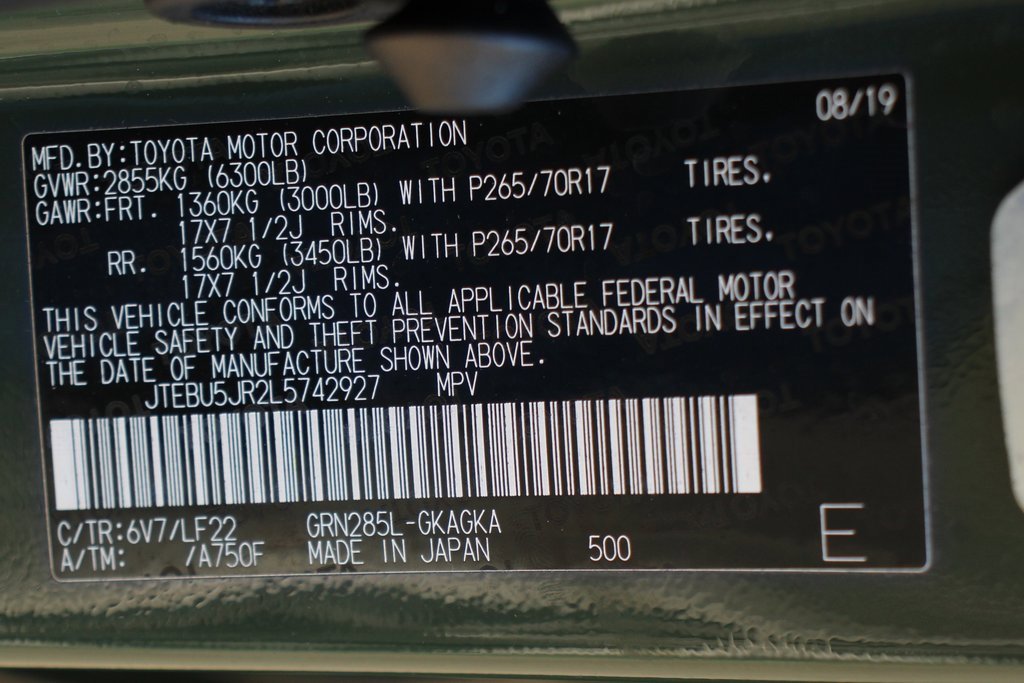 08/19
MFD.BY:TOYOTA MOTOR CORPORATION
GVWR:2855KG (6300LB)
GAWR:FRT. 1360KG (3000LB) WITH P265/70R17 TIRES.
17X7 1/2J RIMS.
RR. 1560KG (3450LB) WITH P265/70R17 TIRES.
17X7 1/2J RIMS.
THIS VEHICLE CONFORMS TO ALL APPLICABLE FEDERAL MOTOR
VEHICLE SAFETY AND THEFT PREVENTION STANDARDS IN EFFECT ON
THE DATE OF MANUFACTURE SHOWN ABOVE.
JTEBU5JR2L5742927 MPV
C/TR:6V7/LF22 GRN285L-GKAGKA
A/TM: /A750F MADE IN JAPAN 500
E